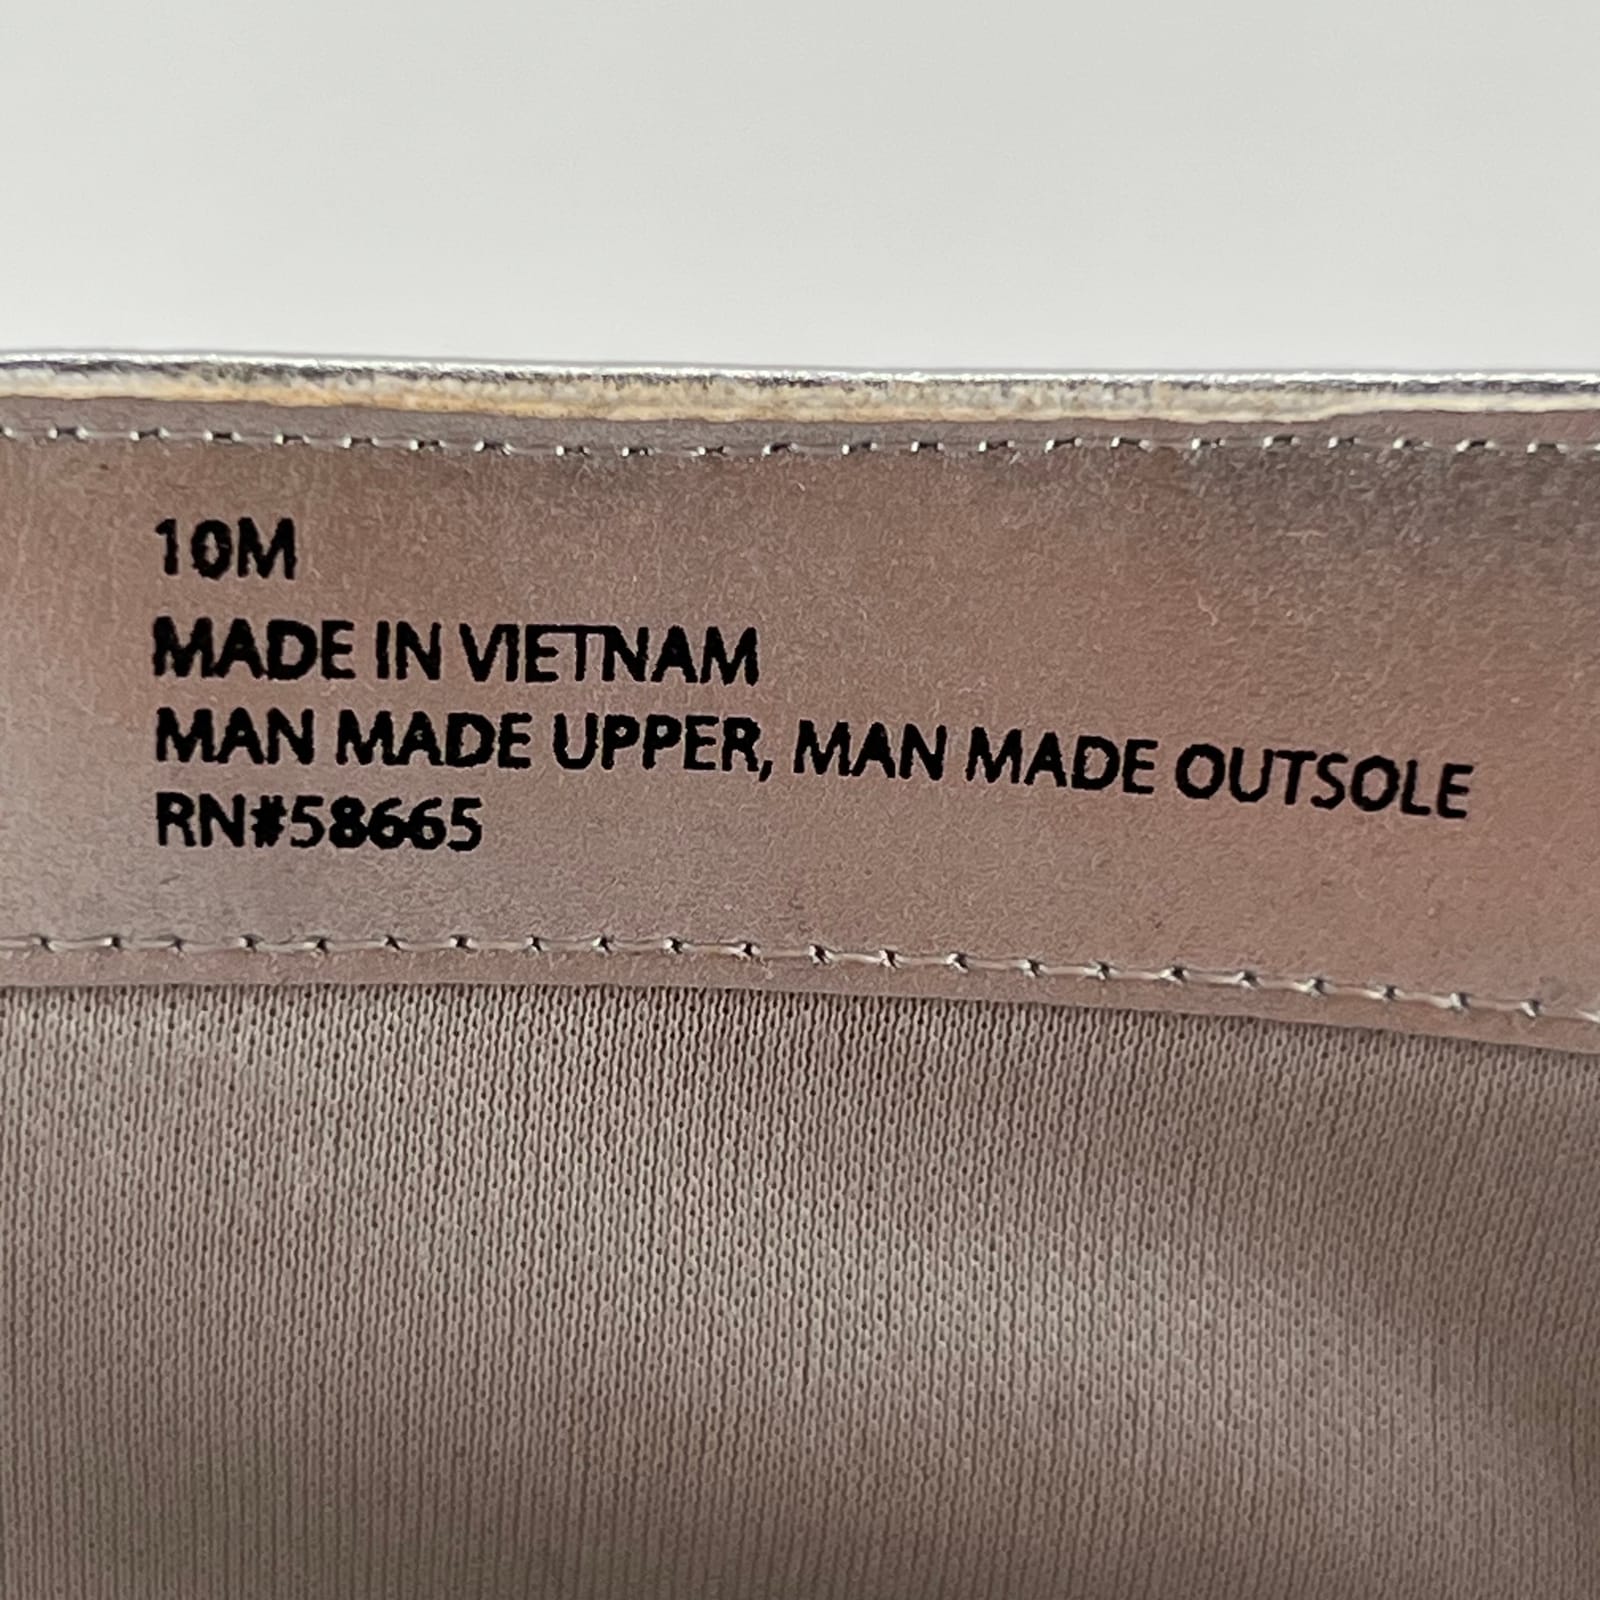 10M
MADE IN VIETNAM
MAN MADE UPPER, MAN MADE OUTSOLE
RN#58665